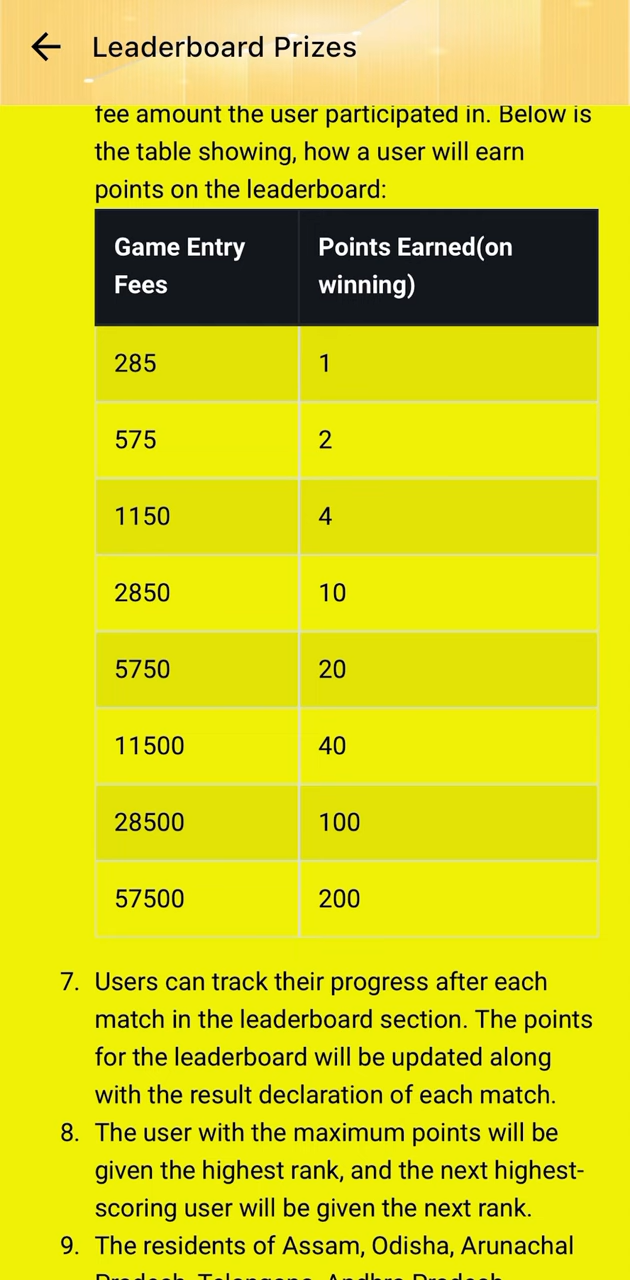 Leaderboard Prizes
fee amount the user participated in. Below is
the table showing, how a user will earn
points on the leaderboard:
Game Entry Fees
Points Earned(on winning)
285 1
575 2
1150 4
2850 10
5750 20
11500 40
28500 100
57500 200
7. Users can track their progress after each
match in the leaderboard section. The points
for the leaderboard will be updated along
with the result declaration of each match.
8. The user with the maximum points will be
given the highest rank, and the next highest-
scoring user will be given the next rank.
9. The residents of Assam, Odisha, Arunachal
Pradesh, Telangana, Andhra Pradesh